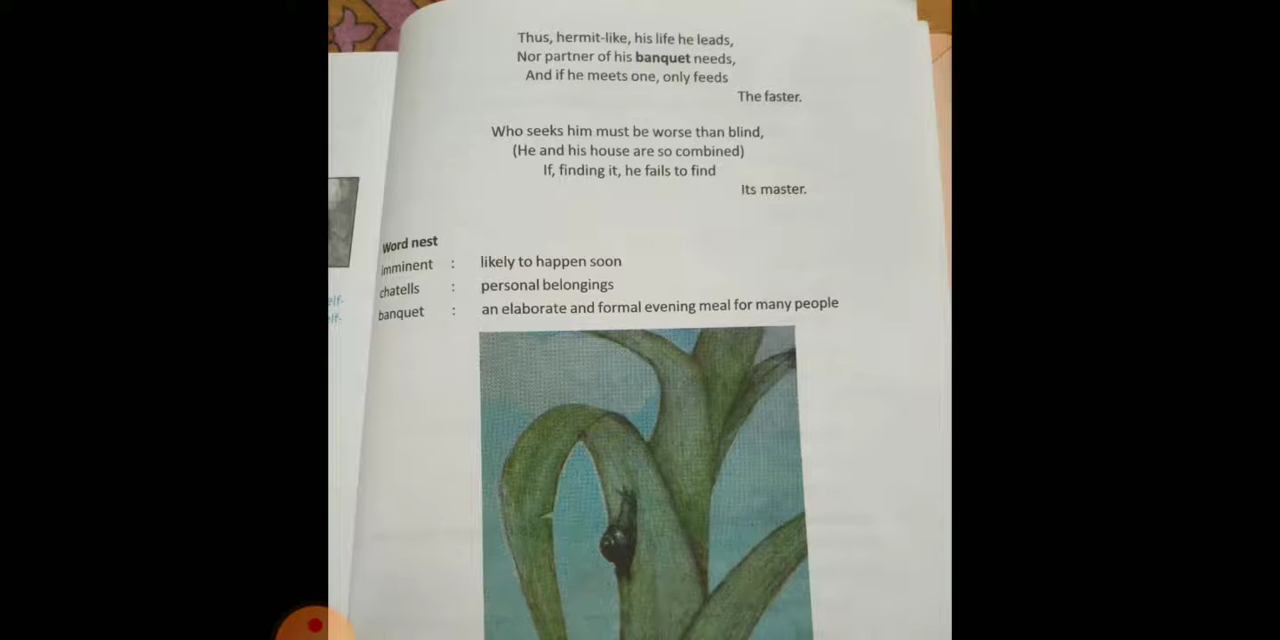 Thus, hermit-like, his life he leads,
Nor partner of his banquet needs,
And if he meets one, only feeds
The faster.
Who seeks him must be worse than blind,
(He and his house are so combined)
If, finding it, he fails to find
Its master.
Word nest
imminent : likely to happen soon
chatells : personal belongings
banquet : an elaborate and formal evening meal for many people
elf-
elf-